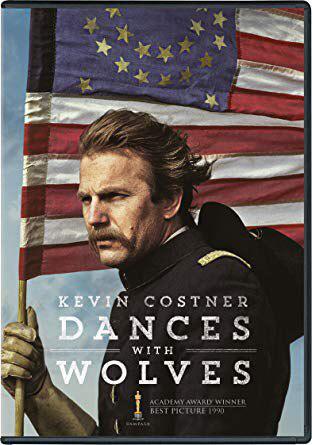 KEVIN COSTNER
DANCES
WITH
WOLVES
ACADEMY AWARD WINNER
BEST PICTURE 1990